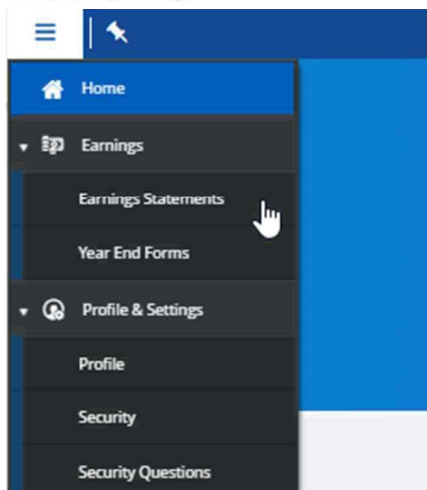 Home
Earnings
Earnings Statements
Year End Forms
Profile & Settings
Profile
Security
Security Questions